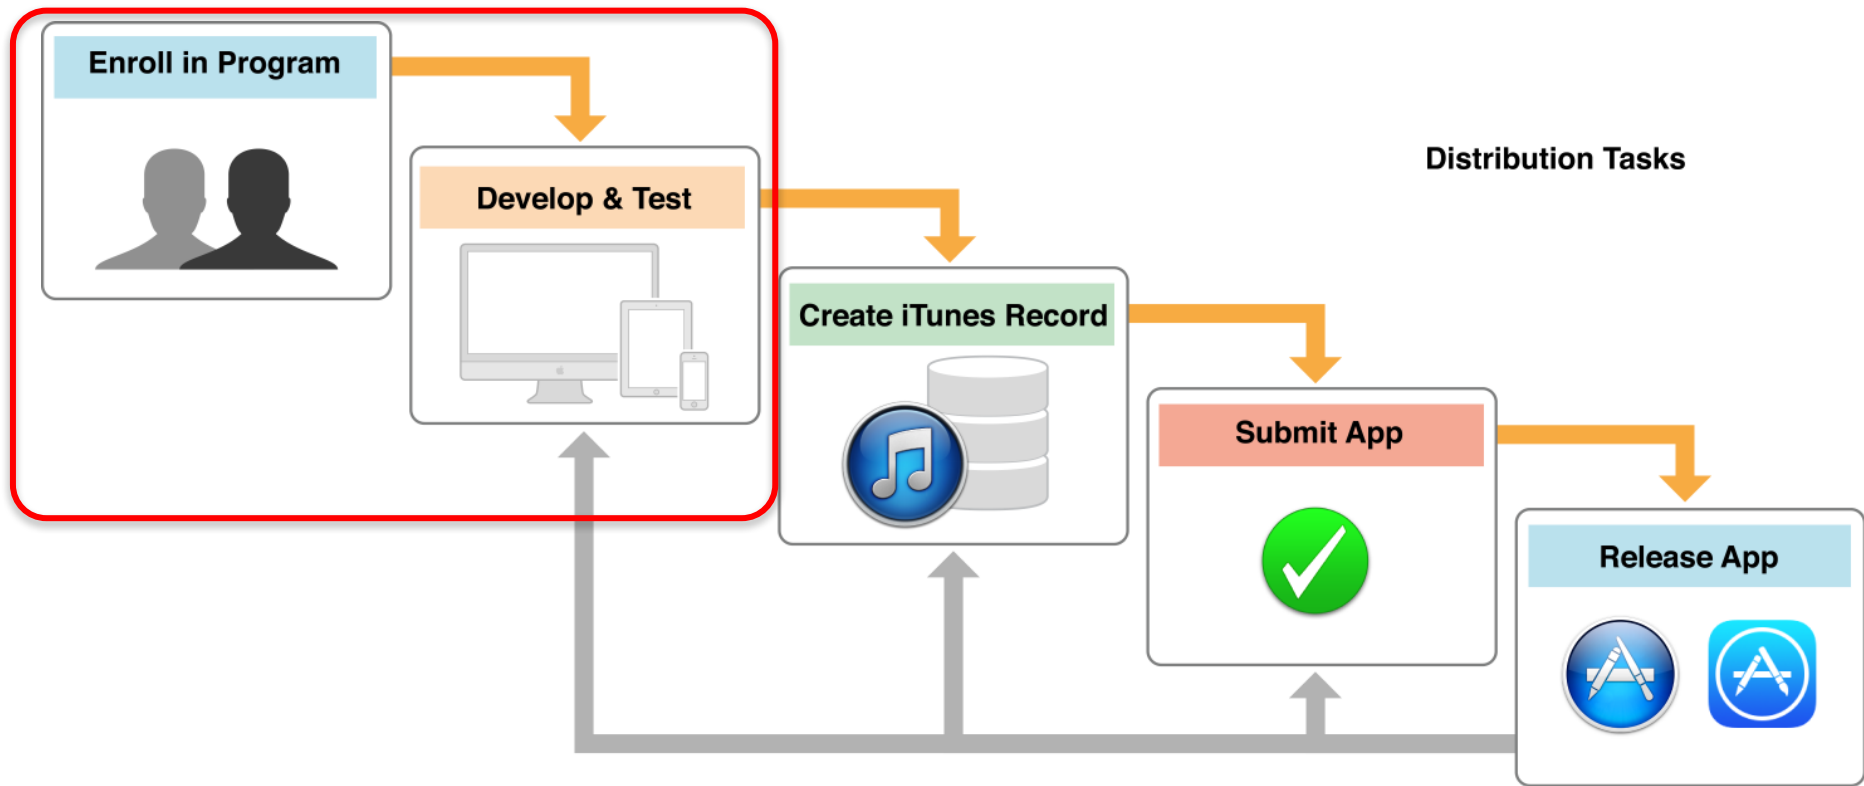 Enroll in Program
Distribution Tasks
Develop & Test
Create iTunes Record
Submit App
Release App